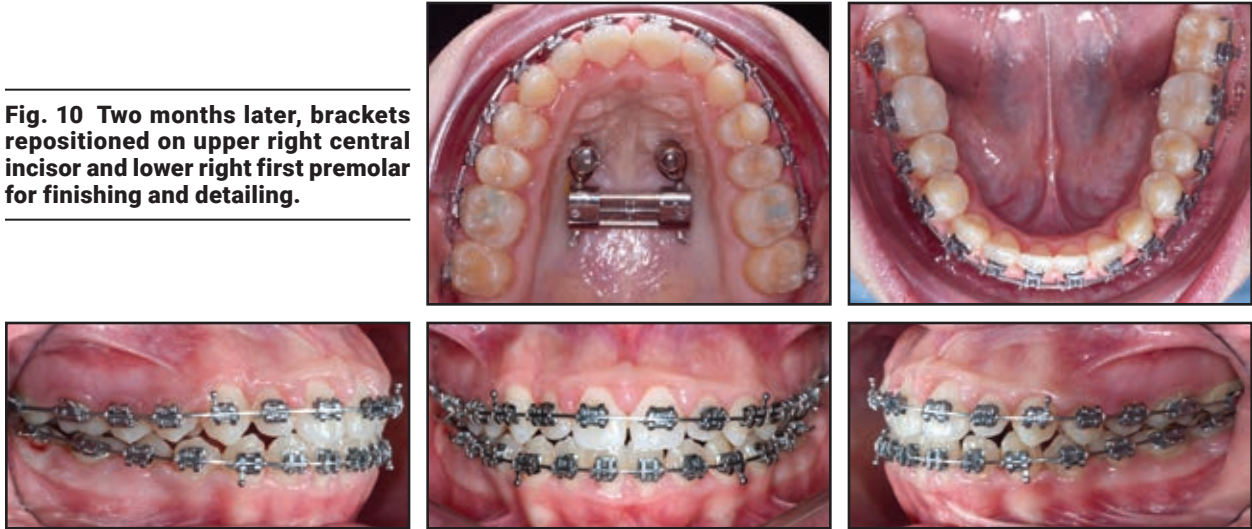 Fig. 10 Two months later, brackets
repositioned on upper right central
incisor and lower right first premolar
for finishing and detailing.